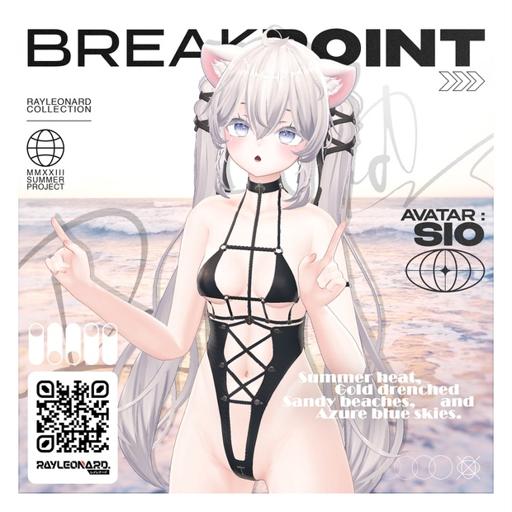 BREAKPOINT
RAYLEONARD
COLLECTION
MMXXIII
SUMMER
PROJECT
AVATAR :
SIO
Summer heat,
Gold drenched
Sandy beaches, and
Azure blue skies.
RAYLEONARD.